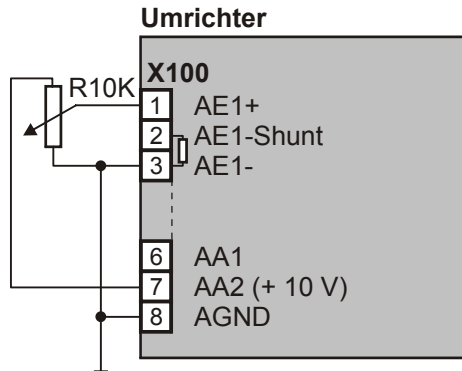 Umrichter
X100
R10K
1 AE1+
2 AE1-Shunt
3 AE1-
6 AA1
7 AA2 (+ 10 V)
8 AGND